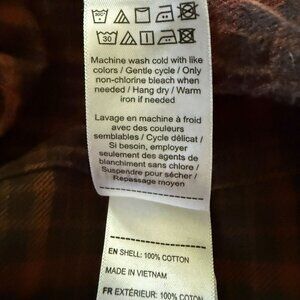 30
Machine wash cold with like
colors / Gentle cycle / Only
non-chlorine bleach when
needed / Hang dry / Warm
iron if needed
Lavage en machine à froid
avec des couleurs
semblables / Cycle délicat /
Si besoin, employer
seulement des agents de
blanchiment sans chlore /
Suspendre pour sécher /
Repassage moyen
EN SHELL: 100% COTTON
MADE IN VIETNAM
FR EXTÉRIEUR: 100% COTON